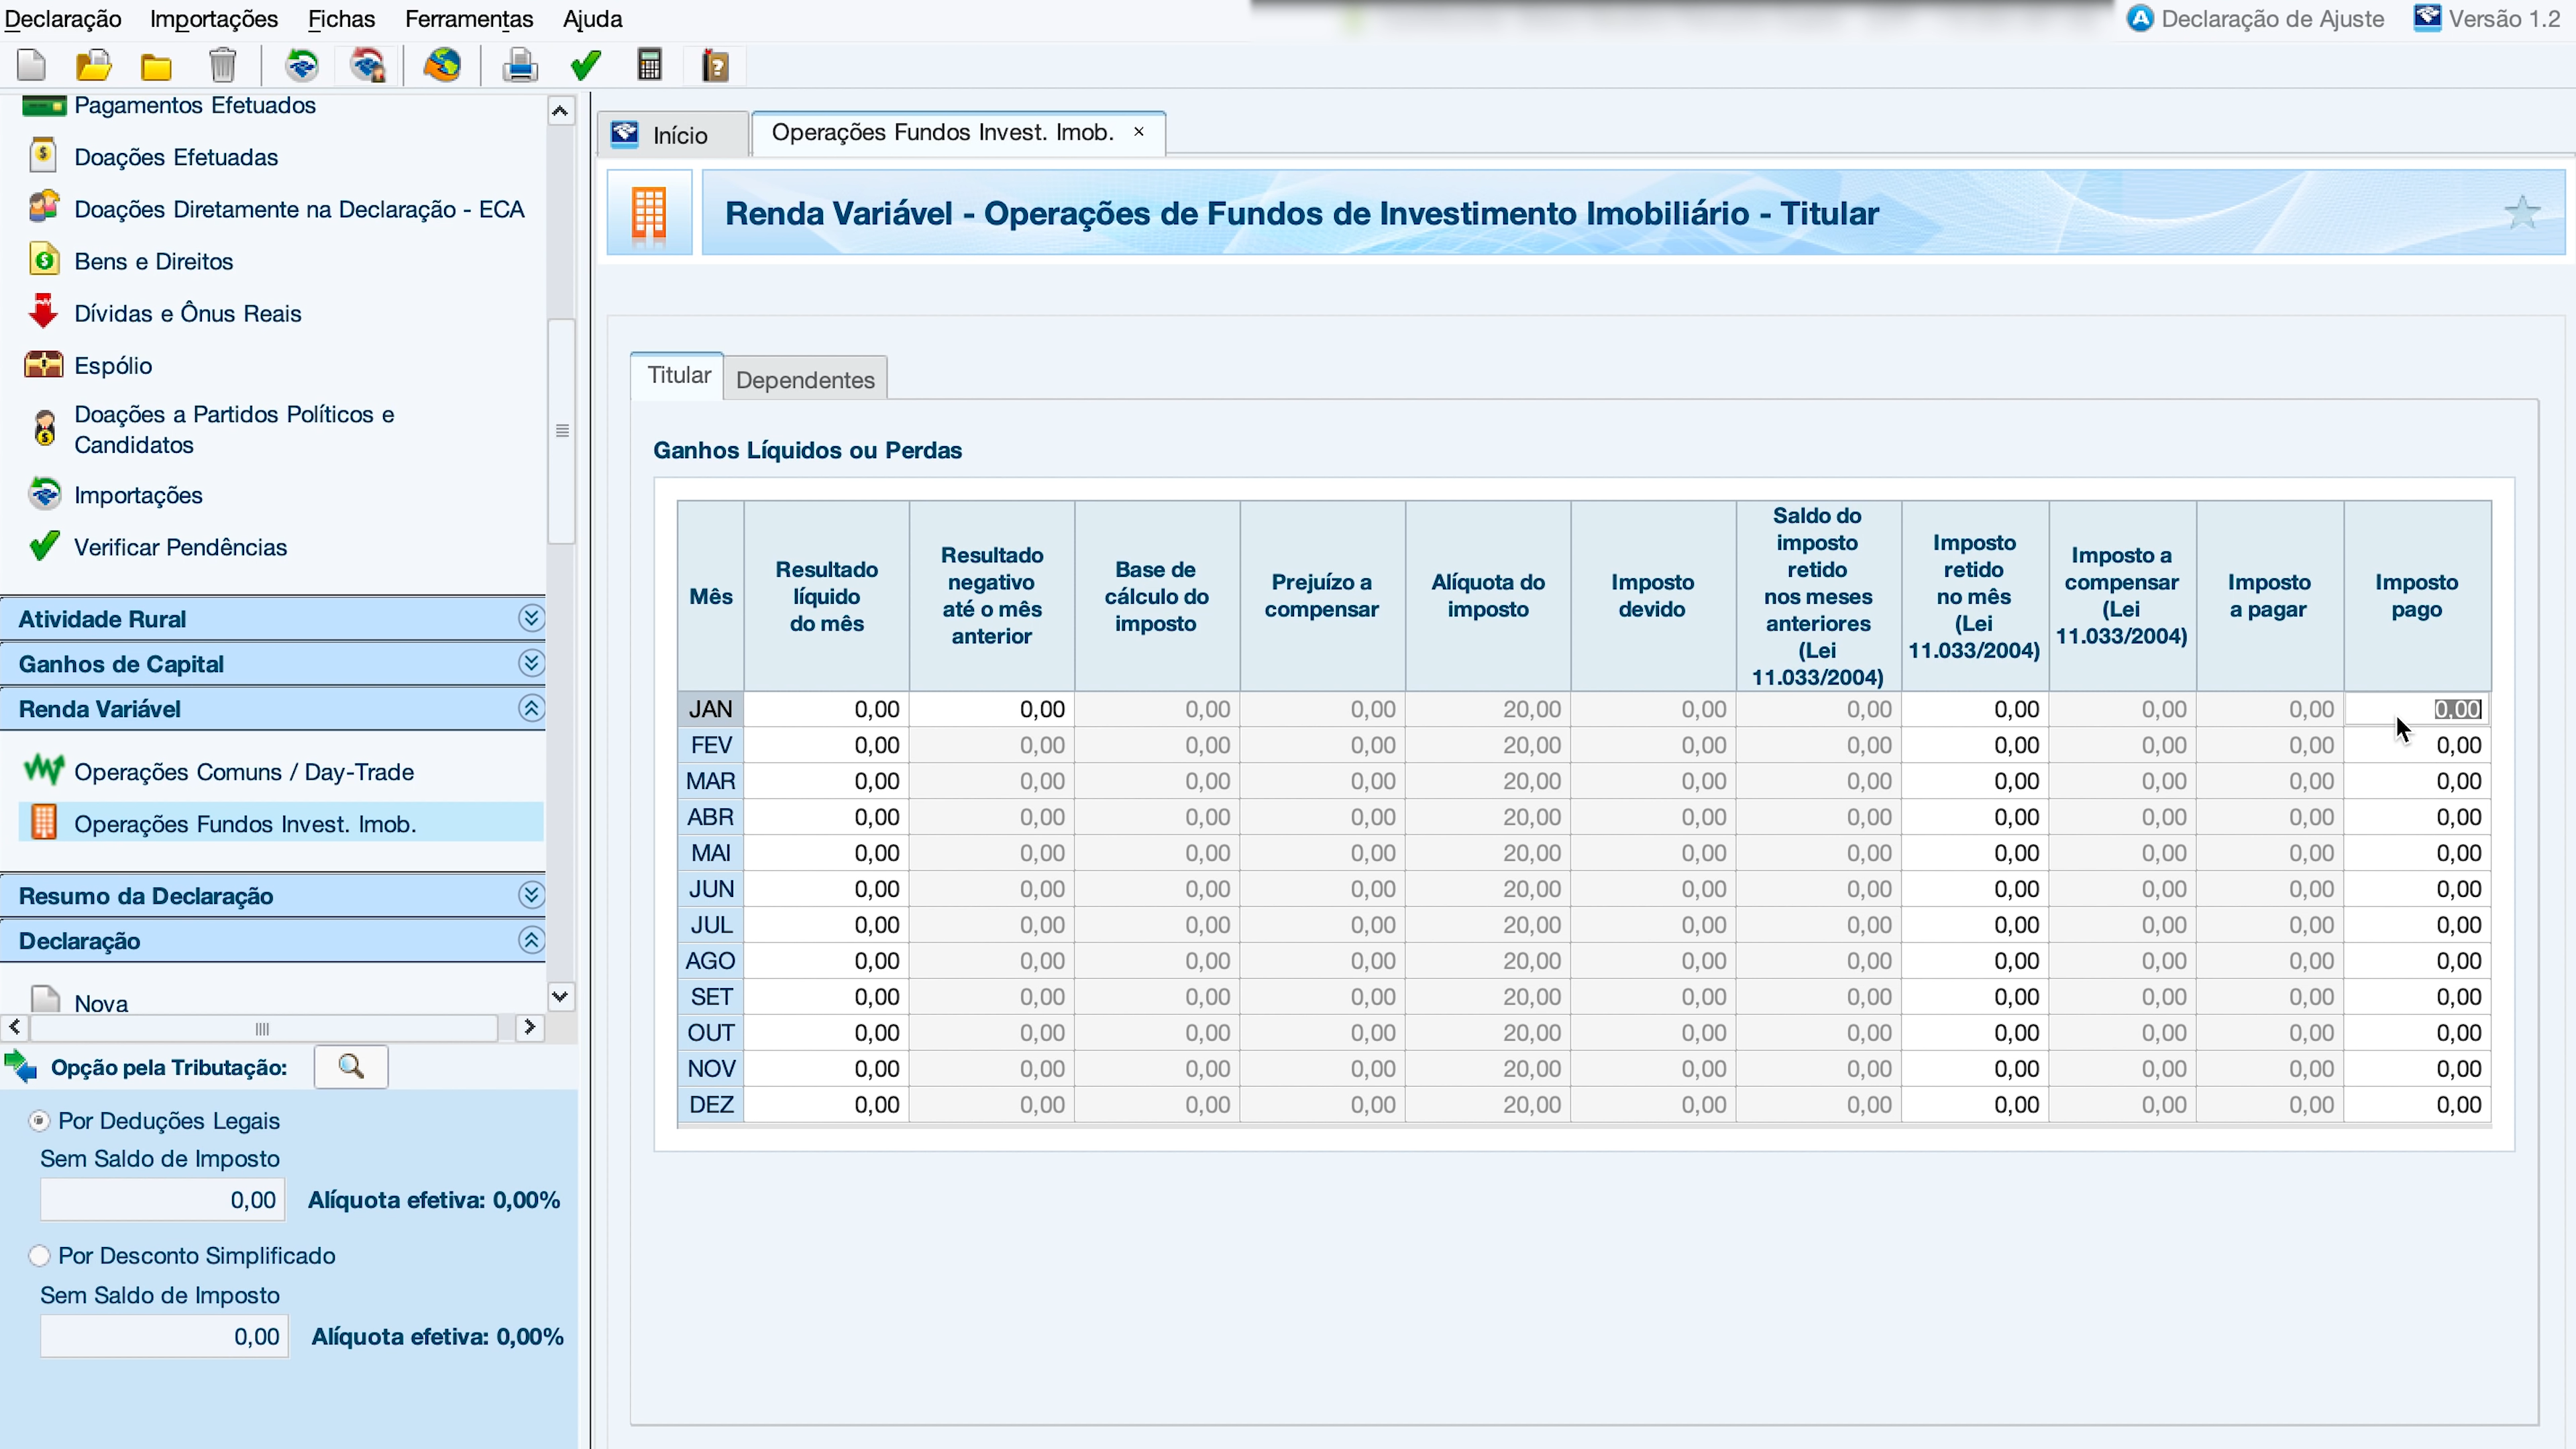 Declaração Importações Fichas Ferramentas Ajuda
Declaração de Ajuste Versão 1.2
Pagamentos Efetuados
Doações Efetuadas
Doações Diretamente na Declaração - ECA
Bens e Direitos
Dívidas e Ônus Reais
Espólio
Doações a Partidos Políticos e
Candidatos
Importações
Verificar Pendências
Atividade Rural
Ganhos de Capital
Renda Variável
Operações Comuns / Day-Trade
Operações Fundos Invest. Imob.
Resumo da Declaração
Declaração
Nova
Opção pela Tributação:
Por Deduções Legais
Sem Saldo de Imposto
0,00 Alíquota efetiva: 0,00%
Por Desconto Simplificado
Sem Saldo de Imposto
0,00 Alíquota efetiva: 0,00%
Início Operações Fundos Invest. Imob. ×
Renda Variável - Operações de Fundos de Investimento Imobiliário - Titular
Titular Dependentes
Ganhos Líquidos ou Perdas
Mês
Resultado
líquido
do mês
Resultado
negativo
até o mês
anterior
Base de
cálculo do
imposto
Prejuízo a
compensar
Alíquota do
imposto
Imposto
devido
Saldo do
imposto
retido
nos meses
anteriores
(Lei
11.033/2004)
Imposto
retido
no mês
(Lei
11.033/2004)
Imposto a
compensar
(Lei
11.033/2004)
Imposto
a pagar
Imposto
pago
JAN 0,00 0,00 0,00 0,00 20,00 0,00 0,00 0,00 0,00 0,00 0,00
FEV 0,00 0,00 0,00 0,00 20,00 0,00 0,00 0,00 0,00 0,00 0,00
MAR 0,00 0,00 0,00 0,00 20,00 0,00 0,00 0,00 0,00 0,00 0,00
ABR 0,00 0,00 0,00 0,00 20,00 0,00 0,00 0,00 0,00 0,00 0,00
MAI 0,00 0,00 0,00 0,00 20,00 0,00 0,00 0,00 0,00 0,00 0,00
JUN 0,00 0,00 0,00 0,00 20,00 0,00 0,00 0,00 0,00 0,00 0,00
JUL 0,00 0,00 0,00 0,00 20,00 0,00 0,00 0,00 0,00 0,00 0,00
AGO 0,00 0,00 0,00 0,00 20,00 0,00 0,00 0,00 0,00 0,00 0,00
SET 0,00 0,00 0,00 0,00 20,00 0,00 0,00 0,00 0,00 0,00 0,00
OUT 0,00 0,00 0,00 0,00 20,00 0,00 0,00 0,00 0,00 0,00 0,00
NOV 0,00 0,00 0,00 0,00 20,00 0,00 0,00 0,00 0,00 0,00 0,00
DEZ 0,00 0,00 0,00 0,00 20,00 0,00 0,00 0,00 0,00 0,00 0,00